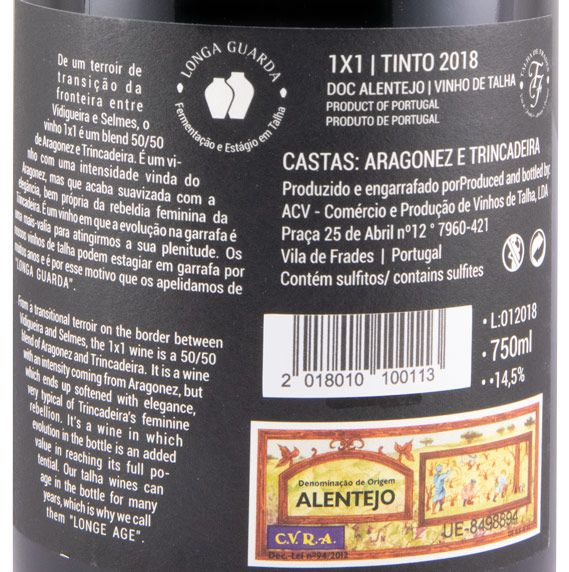 De um terroir de
transição da
fronteira entre
Vidigueira e Selmes, o
vinho 1x1 é um blend 50/50
de Aragonez e Trincadeira. É um vi-
nho com uma intensidade vinda do
Aragonez, mas que acaba suavizada com a
elegância, bem própria da rebeldia feminina da
Trincadeira. É um vinho em que a evolução na garrafa é
uma mais-valia para atingirmos a sua plenitude. Os
nossos vinhos de talha podem estagiar em garrafa por
muitos anos e é por esse motivo que os apelidamos de
"LONGA GUARDA".
From a transitional terroir on the border between
Vidigueira and Selmes, the 1x1 wine is a 50/50
blend of Aragonez and Trincadeira. It is a wine
with an intensity coming from Aragonez, but
which ends up softened with elegance,
very typical of Trincadeira's feminine
rebellion. It's a wine in which
evolution in the bottle is an added
value in reaching its full po-
tential. Our talha wines can
age in the bottle for many
years, which is why we call
them "LONGE AGE".
LONGA GUARDA
Fermentação e Estágio em Talha
1X1 | TINTO 2018
DOC ALENTEJO | VINHO DE TALHA
PRODUCT OF PORTUGAL
PRODUTO DE PORTUGAL
CASTAS: ARAGONEZ E TRINCADEIRA
Produzido e engarrafado porProduced and bottled by:
ACV - Comércio e Produção de Vinhos de Talha, LDA
Praça 25 de Abril nº12 ° 7960-421
Vila de Frades | Portugal
Contém sulfitos/ contains sulfites
2 018010 100113
• L:012018
• 750ml
• 14,5%
Denominação de Origem
ALENTEJO
C.V.R.A.
Dec.-Lei nº94/2012
UE-8498894